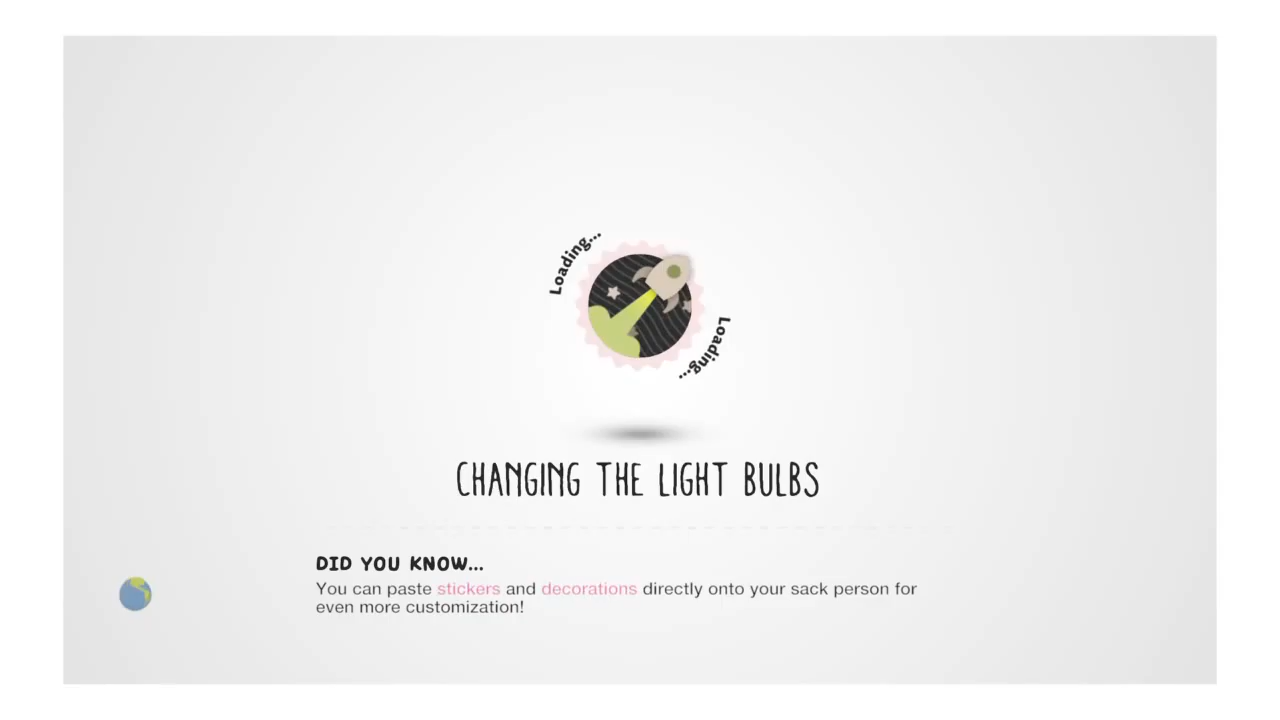 Loading...
Loading...
CHANGING THE LIGHT BULBS
DID YOU KNOW...
You can paste stickers and decorations directly onto your sack person for
even more customization!